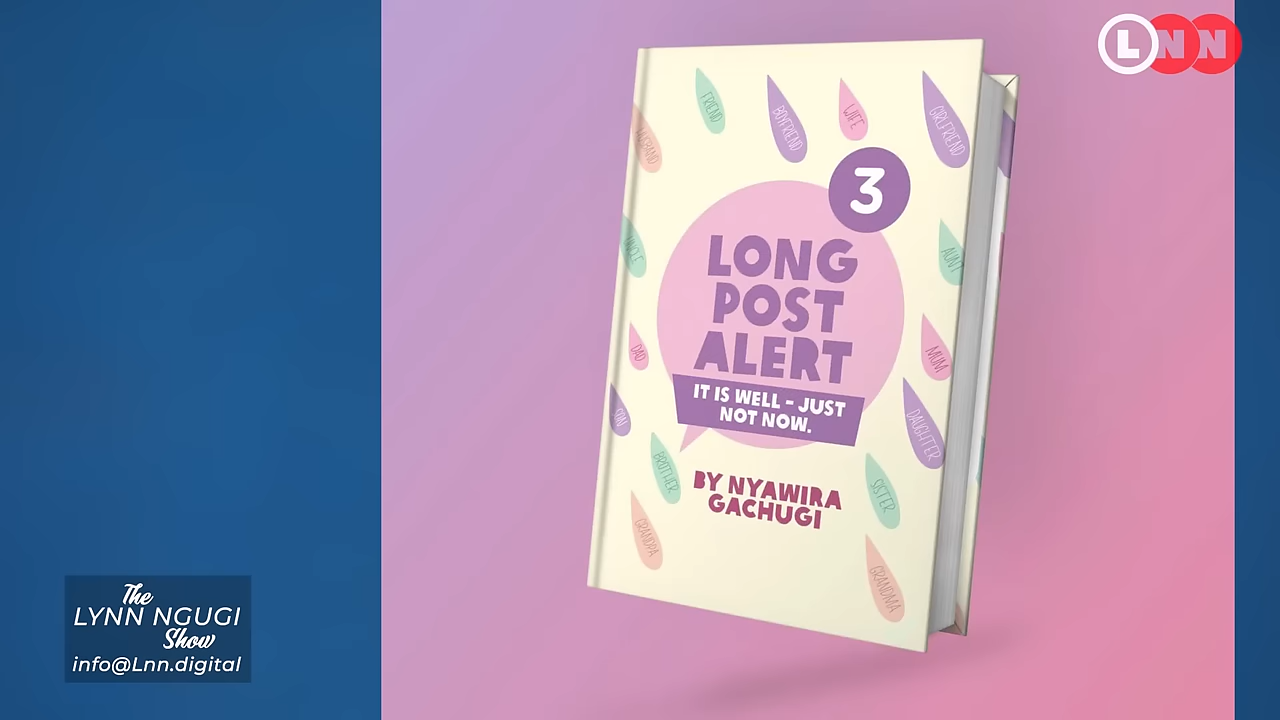 LNN
FRIEND
BOYFRIEND
WIFE
GIRLFRIEND
HUSBAND
3
UNCLE
AUNT
LONG
POST
ALERT
DAD
MUM
IT IS WELL - JUST
NOT NOW.
SON
DAUGHTER
BROTHER
SISTER
BY NYAWIRA
GACHUGI
GRANDPA
GRANDMA
The
LYNN NGUGI
Show
info@Lnn.digital